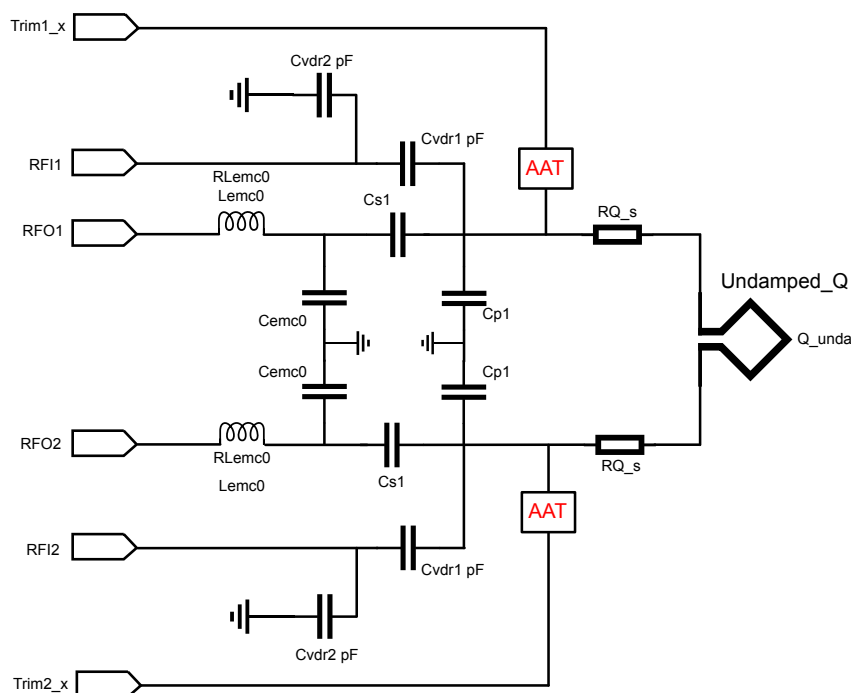 Trim1_x
Cvdr2 pF
Cvdr1 pF
RFI1
AAT
RLemc0
Lemc0
Cs1
RQ_s
RFO1
Undamped_Q
Cemc0
Cp1
Q_unda
Cemc0
Cp1
RFO2
RLemc0
RQ_s
Cs1
Lemc0
AAT
RFI2
Cvdr1 pF
Cvdr2 pF
Trim2_x